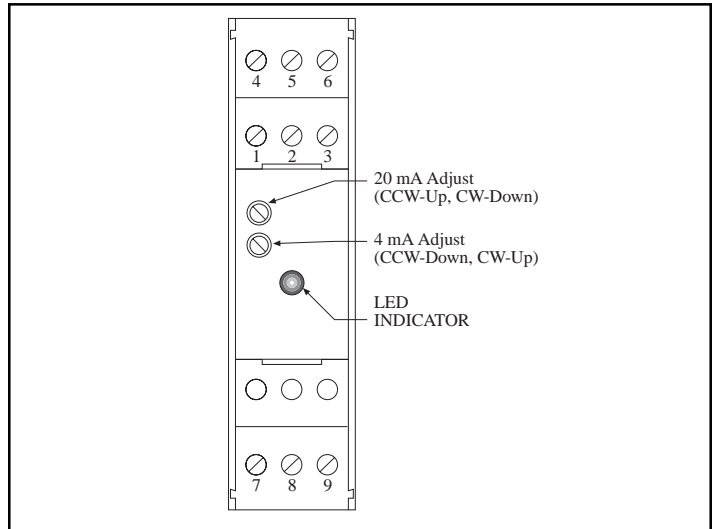 4 5 6
1 2 3
20 mA Adjust
(CCW-Up, CW-Down)
4 mA Adjust
(CCW-Down, CW-Up)
LED
INDICATOR
7 8 9